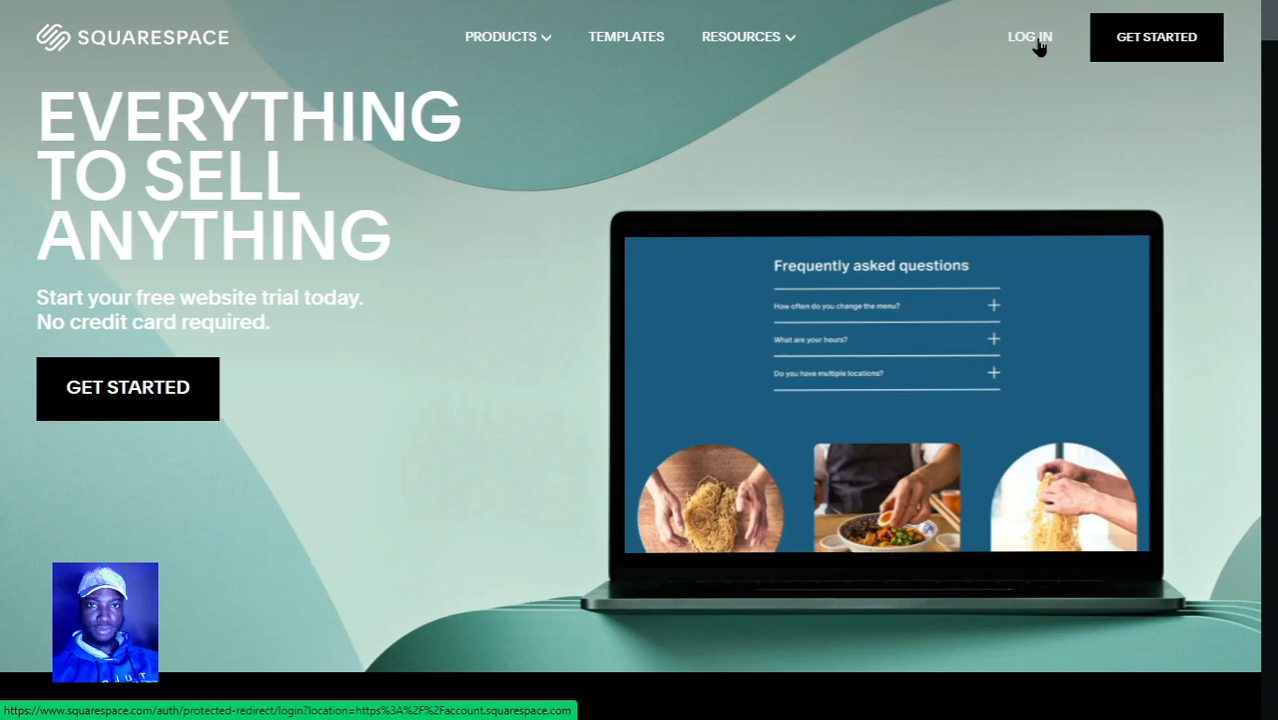 SQUARESPACE
PRODUCTS
TEMPLATES
RESOURCES
LOG IN
GET STARTED
EVERYTHING
TO SELL
ANYTHING
Start your free website trial today.
No credit card required.
GET STARTED
Frequently asked questions
How often do you change the menu?
What are your hours?
Do you have multiple locations?
https://www.squarespace.com/auth/protected-redirect/login?location=https%3A%2F%2Faccount.squarespace.com